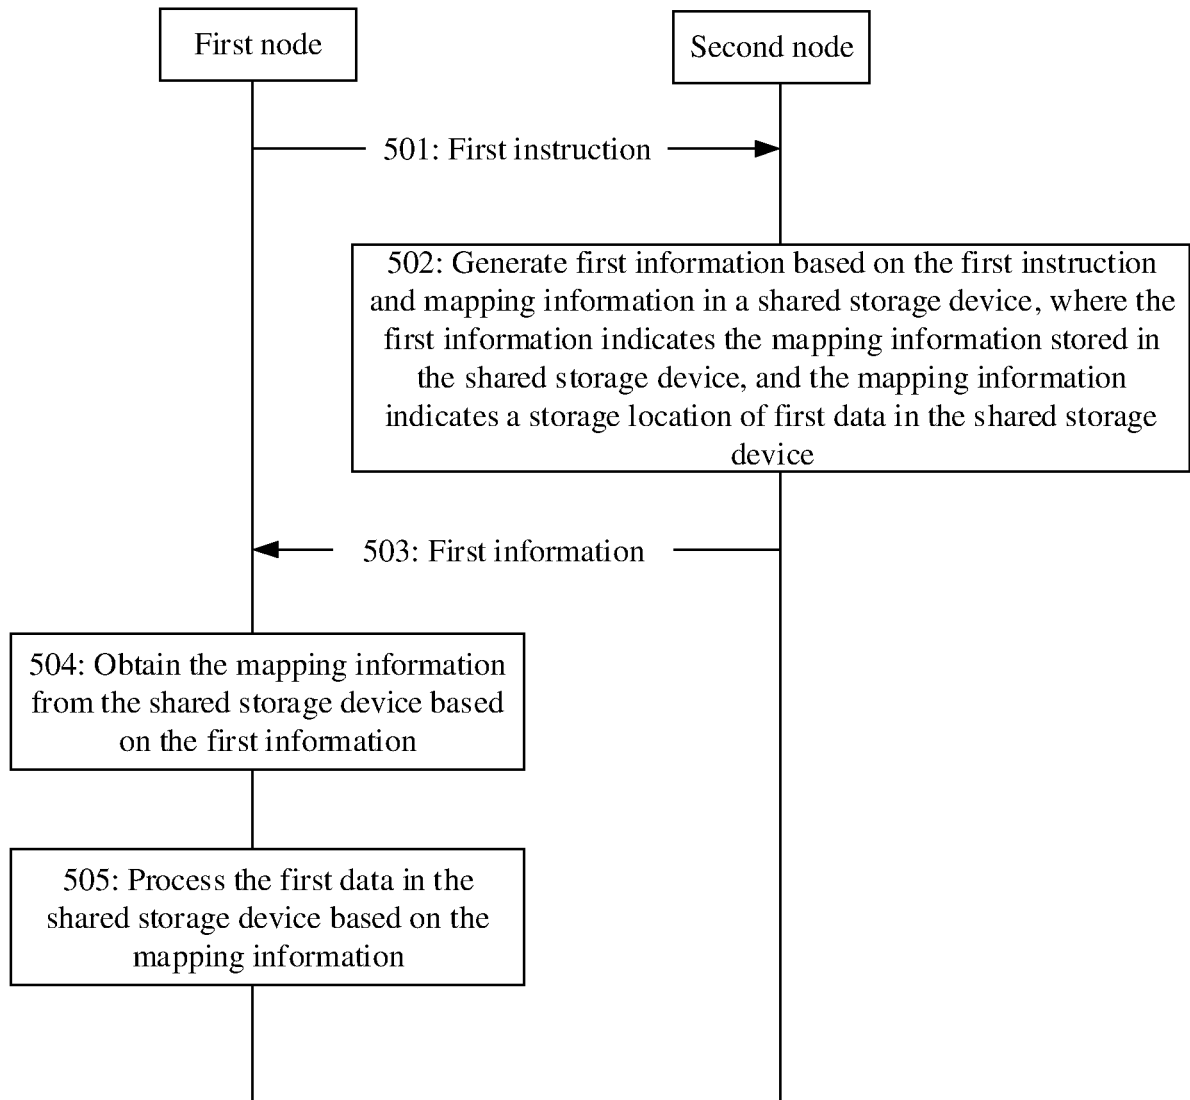 First node
Second node
501: First instruction
502: Generate first information based on the first instruction
and mapping information in a shared storage device, where the
first information indicates the mapping information stored in
the shared storage device, and the mapping information
indicates a storage location of first data in the shared storage
device
503: First information
504: Obtain the mapping information
from the shared storage device based
on the first information
505: Process the first data in the
shared storage device based on the
mapping information